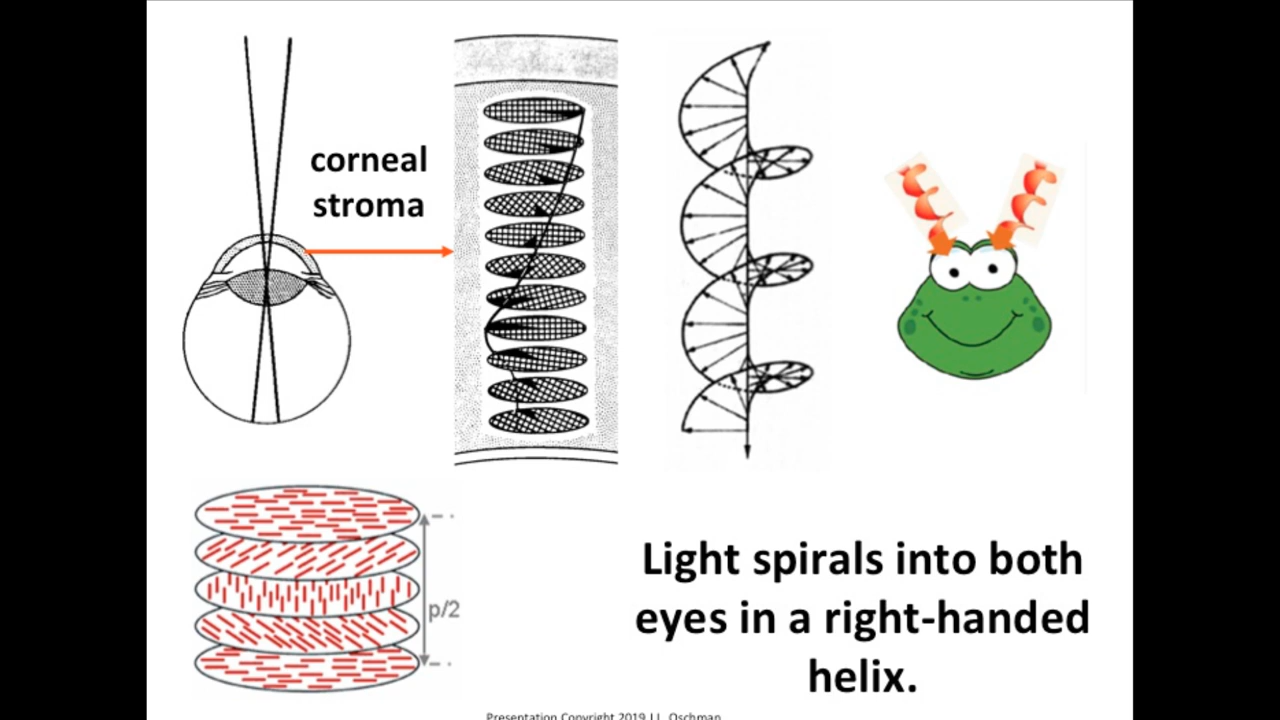 corneal
stroma
p/2
Light spirals into both
eyes in a right-handed
helix.
Presentation Copyright 2019 J.L. Oschman